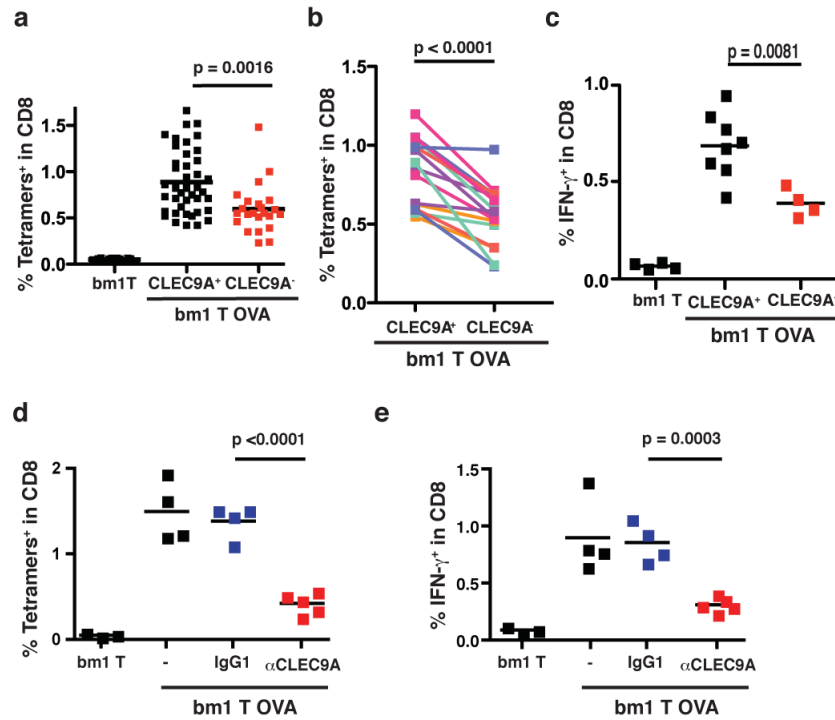 a
p = 0.0016
% Tetramers⁺ in CD8
1.5
1.0
0.5
0.0
bm1T
CLEC9A⁺ CLEC9A⁻
bm1 T OVA
b
p < 0.0001
% Tetramers⁺ in CD8
1.5
1.0
0.5
0.0
CLEC9A⁺ CLEC9A⁻
bm1 T OVA
c
p = 0.0081
% IFN-γ⁺ in CD8
1.0
0.5
0.0
bm1 T
CLEC9A⁺ CLEC9A⁻
bm1 T OVA
d
p <0.0001
% Tetramers⁺ in CD8
2
1
0
bm1 T
-
IgG1
αCLEC9A
bm1 T OVA
e
p = 0.0003
% IFN-γ⁺ in CD8
1.5
1.0
0.5
0.0
bm1 T
-
IgG1
αCLEC9A
bm1 T OVA